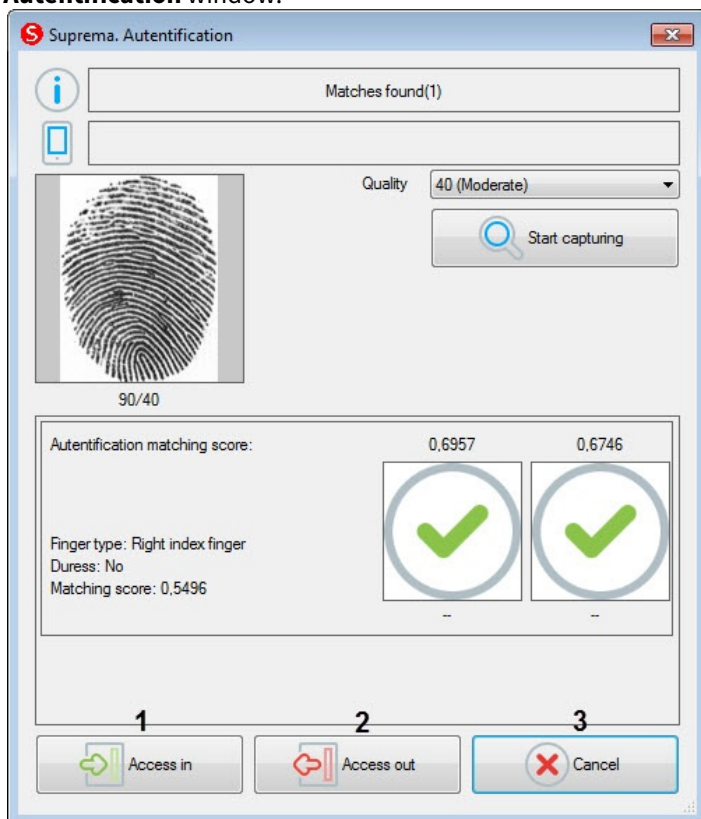 Autentification window.
Suprema. Autentification
Matches found(1)
Quality
40 (Moderate)
Start capturing
90/40
Autentification matching score:
0,6957
0,6746
Finger type: Right index finger
Duress: No
Matching score: 0,5496
--
--
1
2
3
Access in
Access out
Cancel